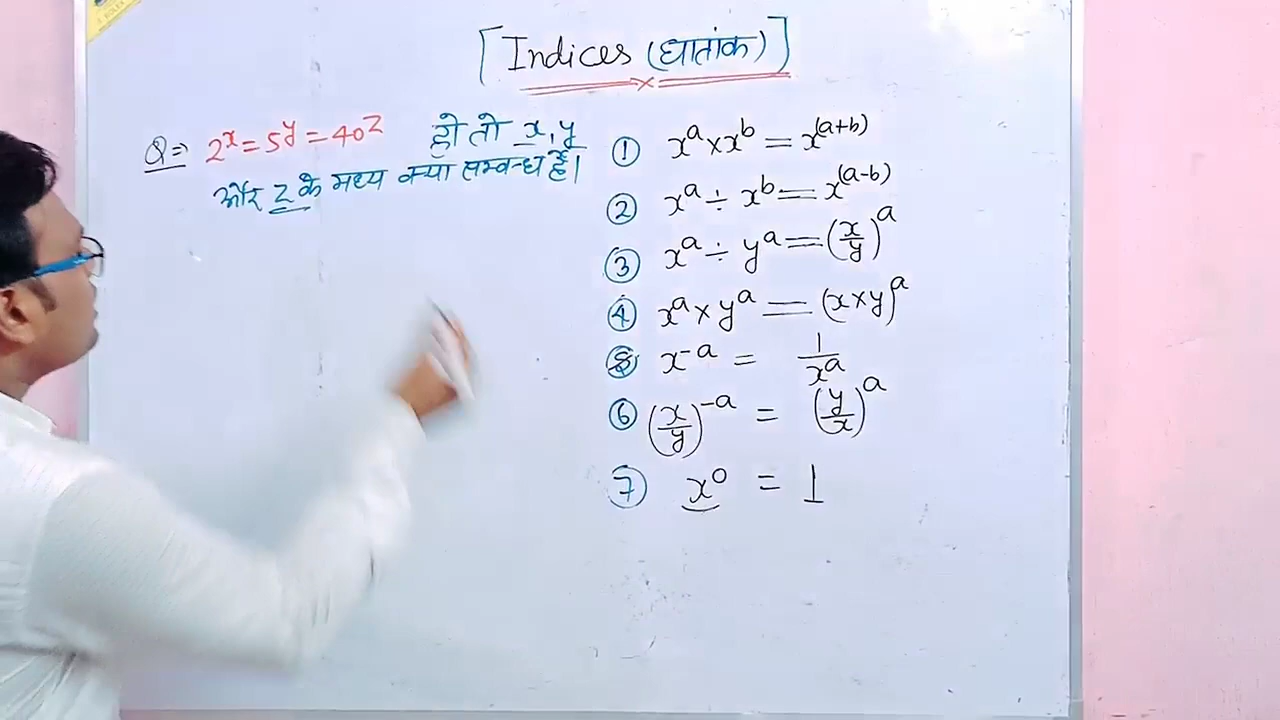 [Indices (घातांक)]
Q⇒ 2^x = 5^y = 40^z हो तो x, y
और z के मध्य क्या सम्बन्ध है।
① x^a × x^b = x^(a+b)
② x^a ÷ x^b = x^(a-b)
③ x^a ÷ y^a = (x/y)^a
④ x^a × y^a = (x×y)^a
⑤ x^-a = 1/x^a
⑥ (x/y)^-a = (y/x)^a
⑦ x^0 = 1